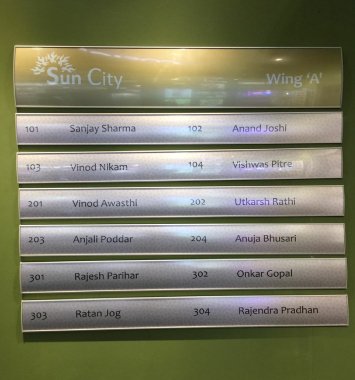 Sun City Wing 'A'
101 Sanjay Sharma 102 Anand Joshi
103 Vinod Nikam 104 Vishwas Pitre
201 Vinod Awasthi 202 Utkarsh Rathi
203 Anjali Poddar 204 Anuja Bhusari
301 Rajesh Parihar 302 Onkar Gopal
303 Ratan Jog 304 Rajendra Pradhan